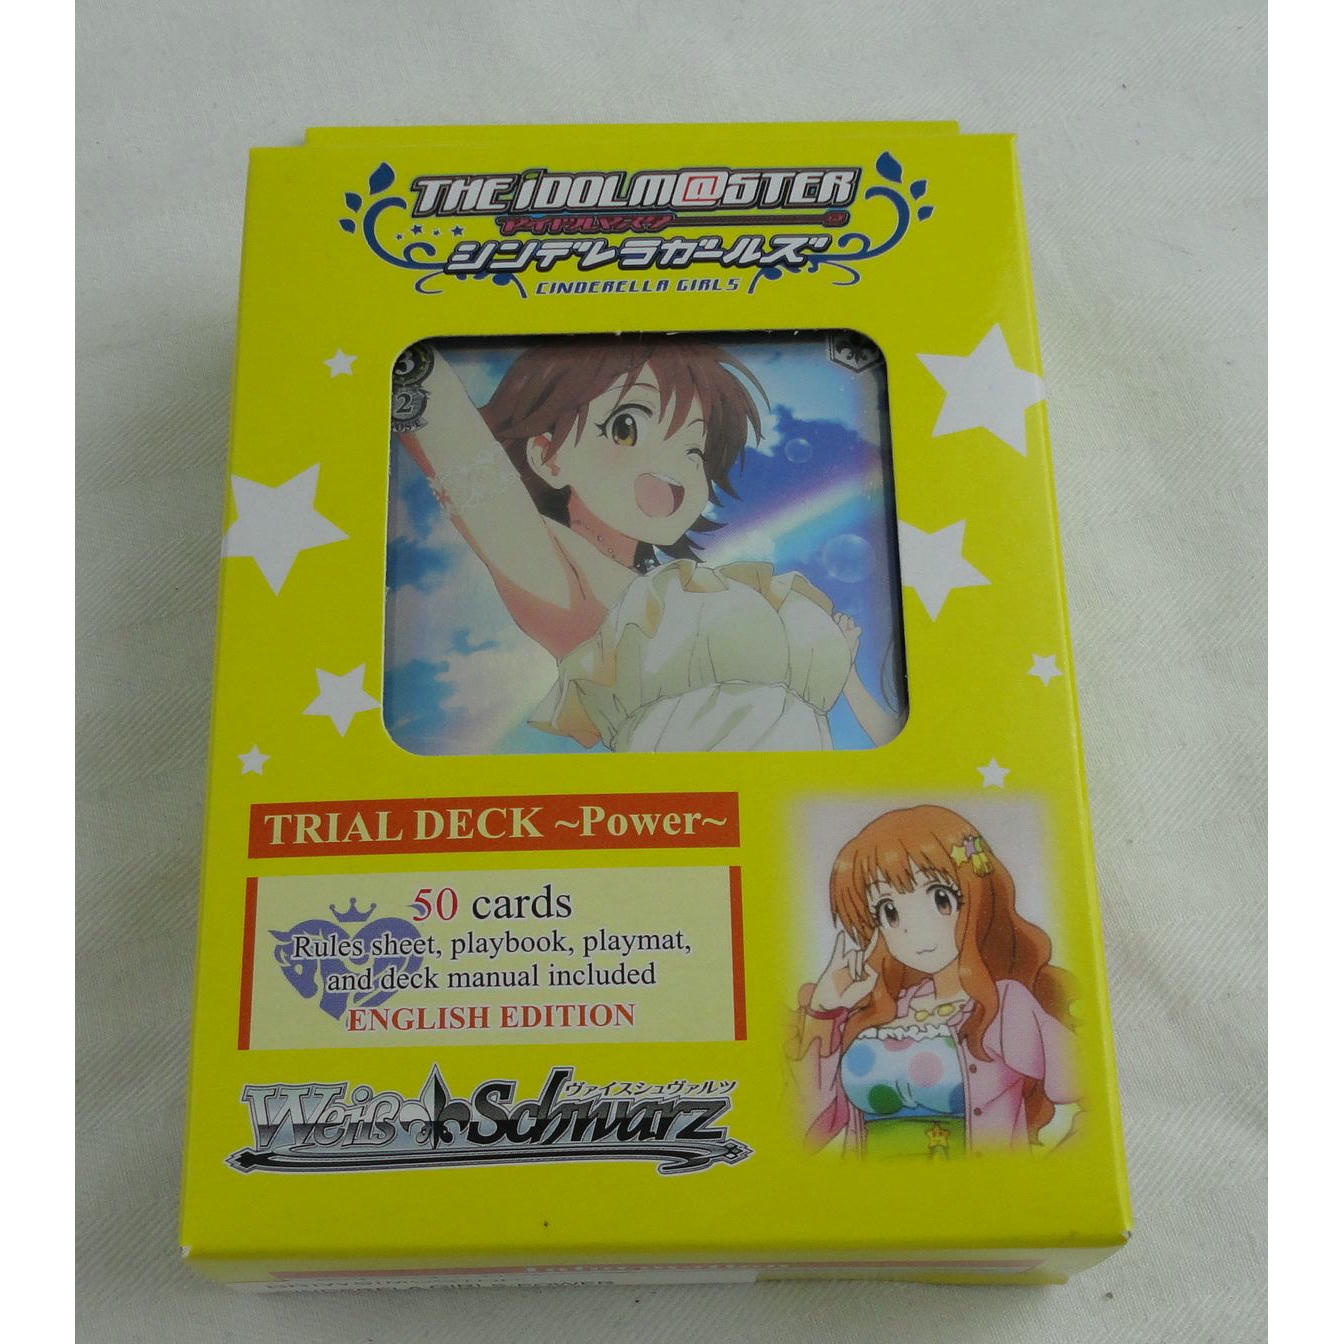 THE iDOLM@STER
アイドルマスター
シンデレラガールズ
CINDERELLA GIRLS
3
2
TRIAL DECK ~Power~
50 cards
Rules sheet, playbook, playmat,
and deck manual included
ENGLISH EDITION
ヴァイスシュヴァルツ
Weiß Schwarz